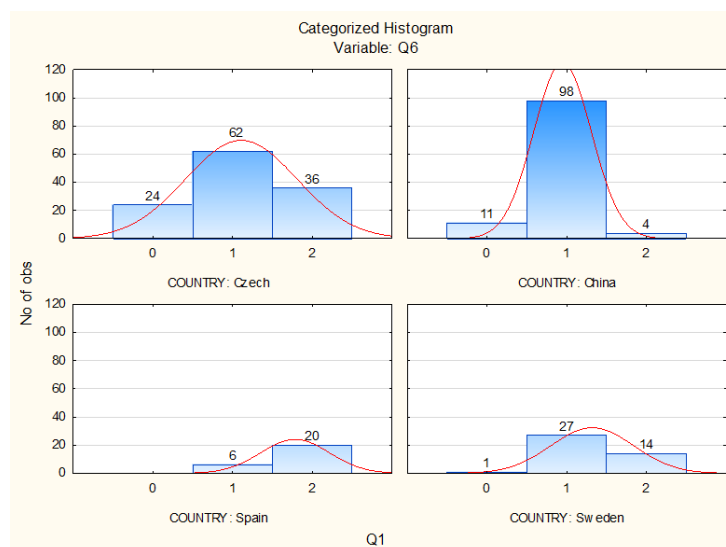 Categorized Histogram
Variable: Q6
120
100
80
60
40
20
0
24
62
36
0 1 2
COUNTRY: Czech
11
98
4
0 1 2
COUNTRY: China
No of obs
120
100
80
60
40
20
0
6
20
0 1 2
COUNTRY: Spain
1
27
14
0 1 2
COUNTRY: Sweden
Q1